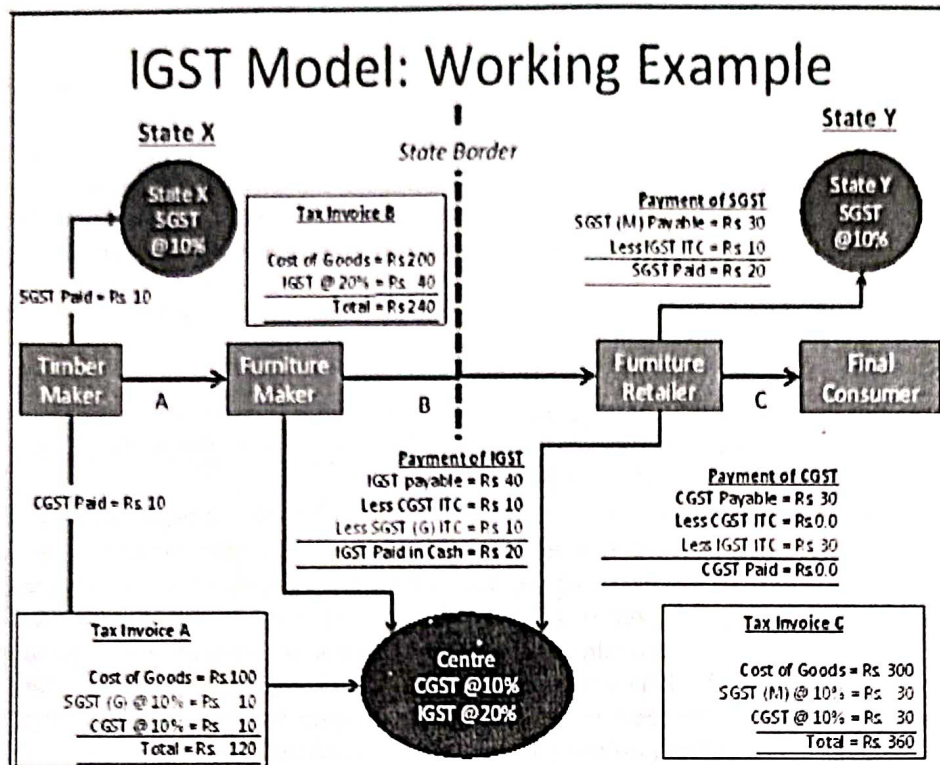 IGST Model: Working Example
State X
State Border
State Y
State X
SGST
@10%
Tax Invoice B
Cost of Goods = Rs.200
IGST @ 20% = Rs. 40
Total = Rs.240
Payment of SGST
SGST (M) Payable = Rs. 30
Less IGST ITC = Rs. 10
SGST Paid = Rs. 20
State Y
SGST
@10%
SGST Paid = Rs. 10
Timber
Maker
A
Furniture
Maker
B
Furniture
Retailer
C
Final
Consumer
CGST Paid = Rs. 10
Payment of IGST
IGST payable = Rs. 40
Less CGST ITC = Rs. 10
Less SGST (G) ITC = Rs. 10
IGST Paid in Cash = Rs. 20
Payment of CGST
CGST Payable = Rs. 30
Less CGST ITC = Rs.0.0
Less IGST ITC = Rs. 30
CGST Paid = Rs.0.0
Tax Invoice A
Cost of Goods = Rs.100
SGST (G) @ 10% = Rs. 10
CGST @ 10% = Rs. 10
Total = Rs. 120
Centre
CGST @10%
IGST @20%
Tax Invoice C
Cost of Goods = Rs. 300
SGST (M) @ 10% = Rs. 30
CGST @ 10% = Rs. 30
Total = Rs. 360